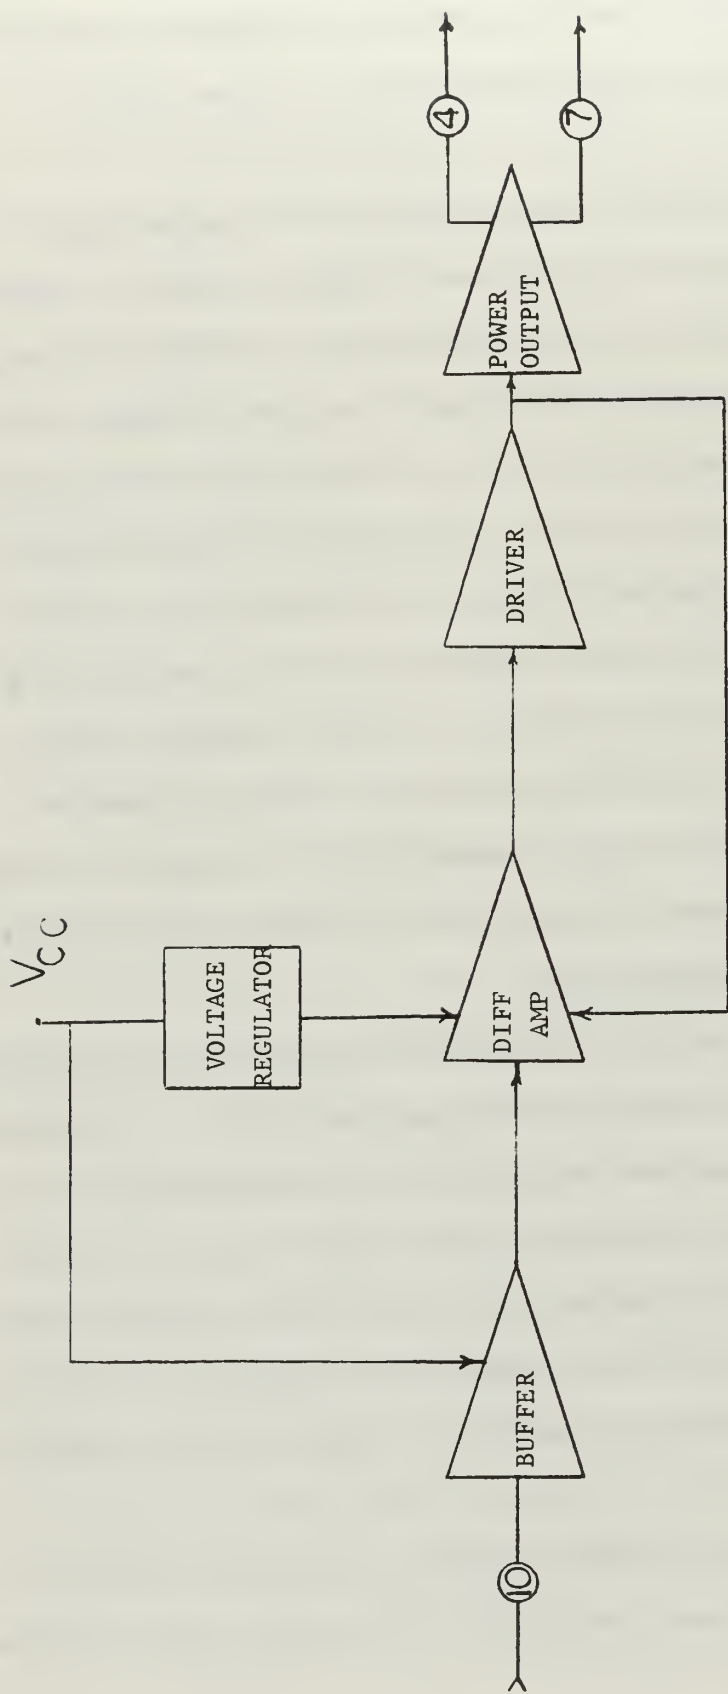 VCC
VOLTAGE
REGULATOR
10
BUFFER
DIFF
AMP
DRIVER
POWER
OUTPUT
4
7